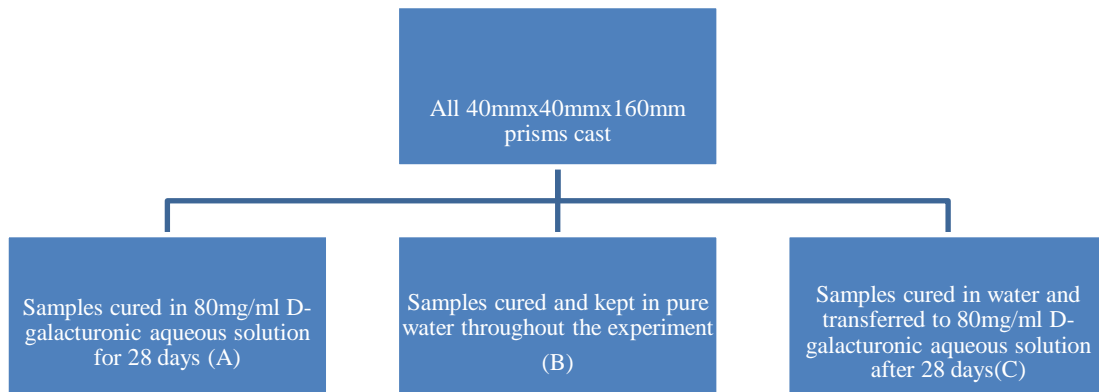 All 40mmx40mmx160mm
prisms cast
Samples cured in 80mg/ml D-
galacturonic aqueous solution
for 28 days (A)
Samples cured and kept in pure
water throughout the experiment
(B)
Samples cured in water and
transferred to 80mg/ml D-
galacturonic aqueous solution
after 28 days(C)